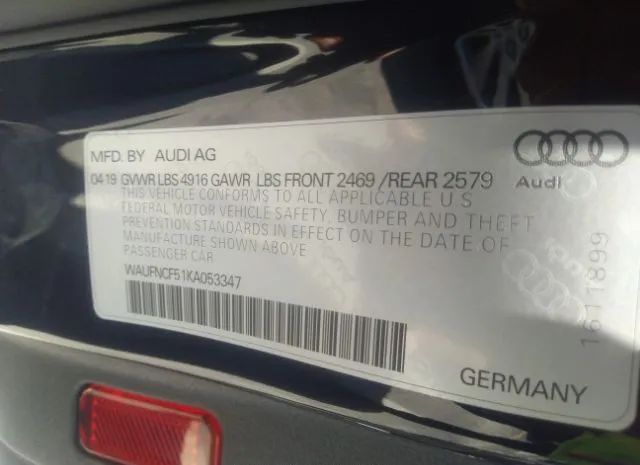 MFD. BY AUDI AG
04 19 GVWR LBS 4916 GAWR LBS FRONT 2469 /REAR 2579
THIS VEHICLE CONFORMS TO ALL APPLICABLE U S
FEDERAL MOTOR VEHICLE SAFETY, BUMPER AND THEFT
PREVENTION STANDARDS IN EFFECT ON THE DATE OF
MANUFACTURE SHOWN ABOVE
PASSENGER CAR
WAUFNCF51KA053347
Audi
1611899
GERMANY